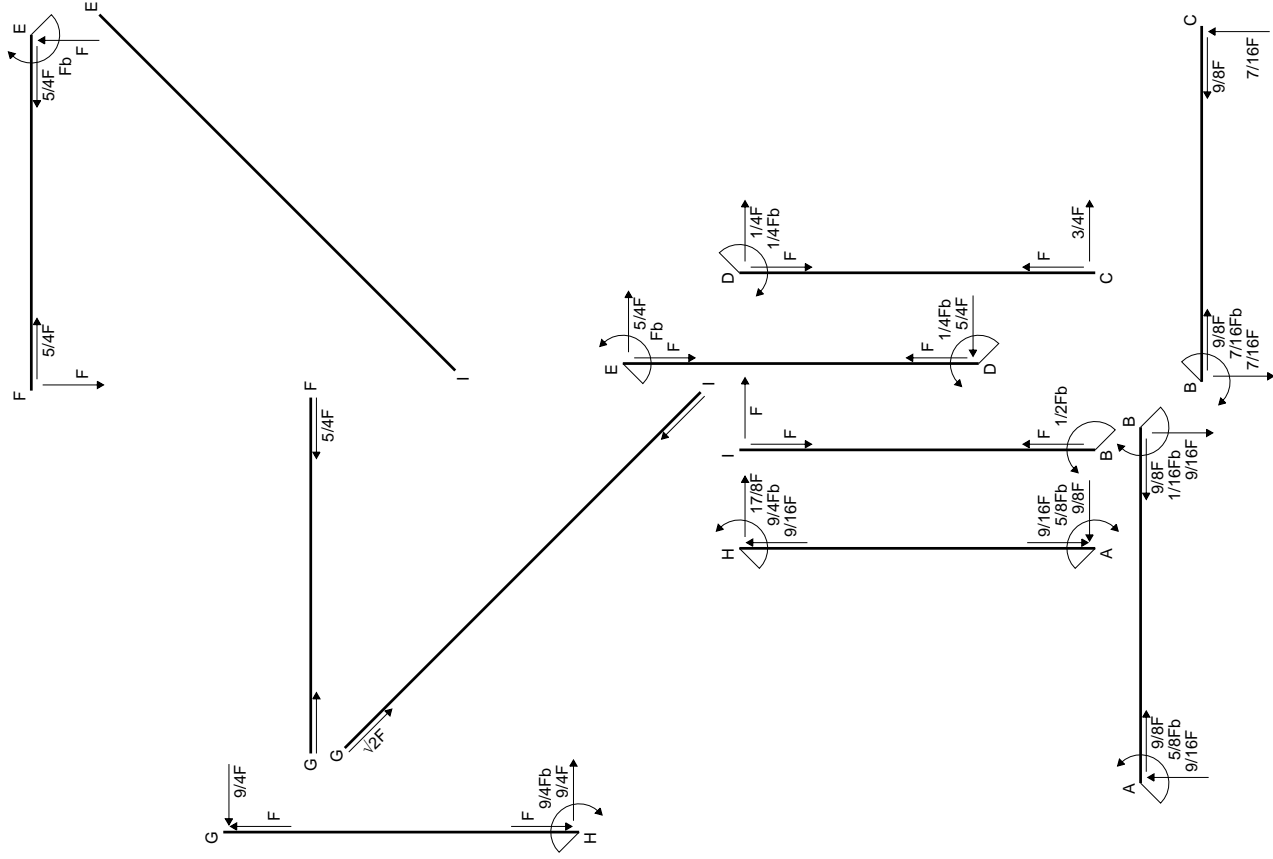 E
F
5/4F
F
5/4F
Fb
F
E
I
G
F
5/4F
G
√2F
I
G
9/4F
F
9/4Fb
9/4F
H
E
5/4F
Fb
F
F
1/4Fb
5/4F
D
D
1/4F
1/4Fb
F
F
3/4F
C
I
F
F
F
1/2Fb
B
H
17/8F
9/4Fb
9/16F
9/16F
5/8Fb
9/8F
A
A
9/8F
5/8Fb
9/16F
B
9/8F
1/16Fb
9/16F
B
9/8F
7/16Fb
7/16F
C
9/8F
7/16F